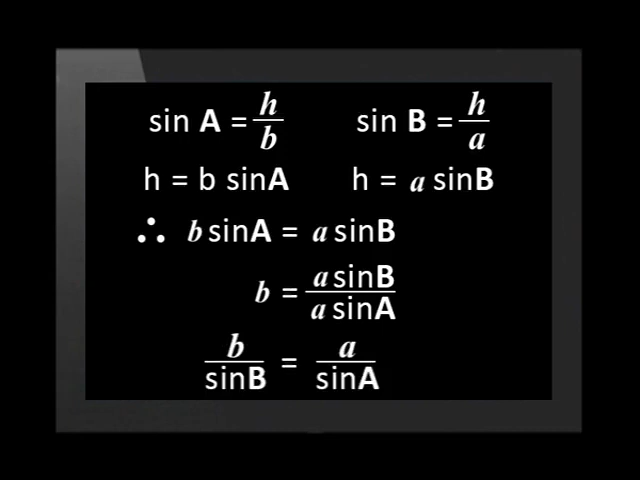 sin A = h/b    sin B = h/a
h = b sinA    h = a sinB
∴ b sinA = a sinB
b = a sinB / a sinA
b/sinB = a/sinA